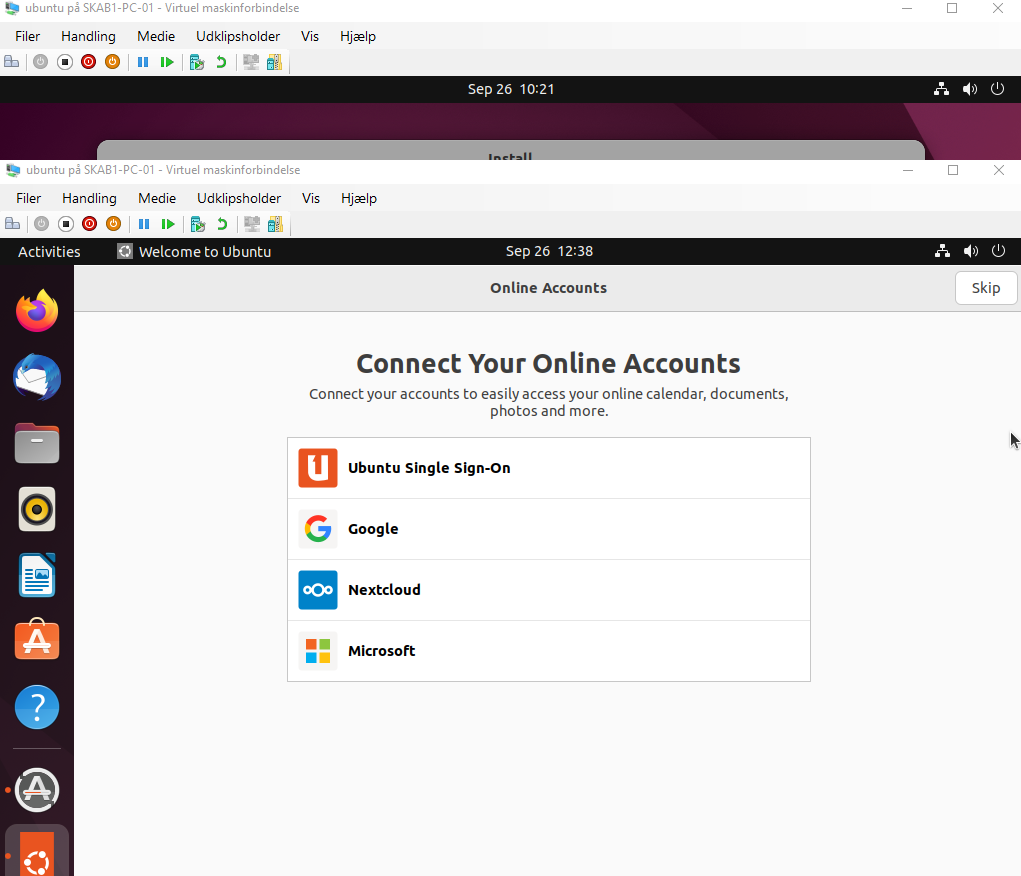 ubuntu på SKAB1-PC-01 - Virtuel maskinforbindelse
Filer Handling Medie Udklipsholder Vis Hjælp
Sep 26 10:21
Install
ubuntu på SKAB1-PC-01 - Virtuel maskinforbindelse
Filer Handling Medie Udklipsholder Vis Hjælp
Activities Welcome to Ubuntu Sep 26 12:38
Online Accounts Skip
Connect Your Online Accounts
Connect your accounts to easily access your online calendar, documents,
photos and more.
Ubuntu Single Sign-On
Google
Nextcloud
Microsoft